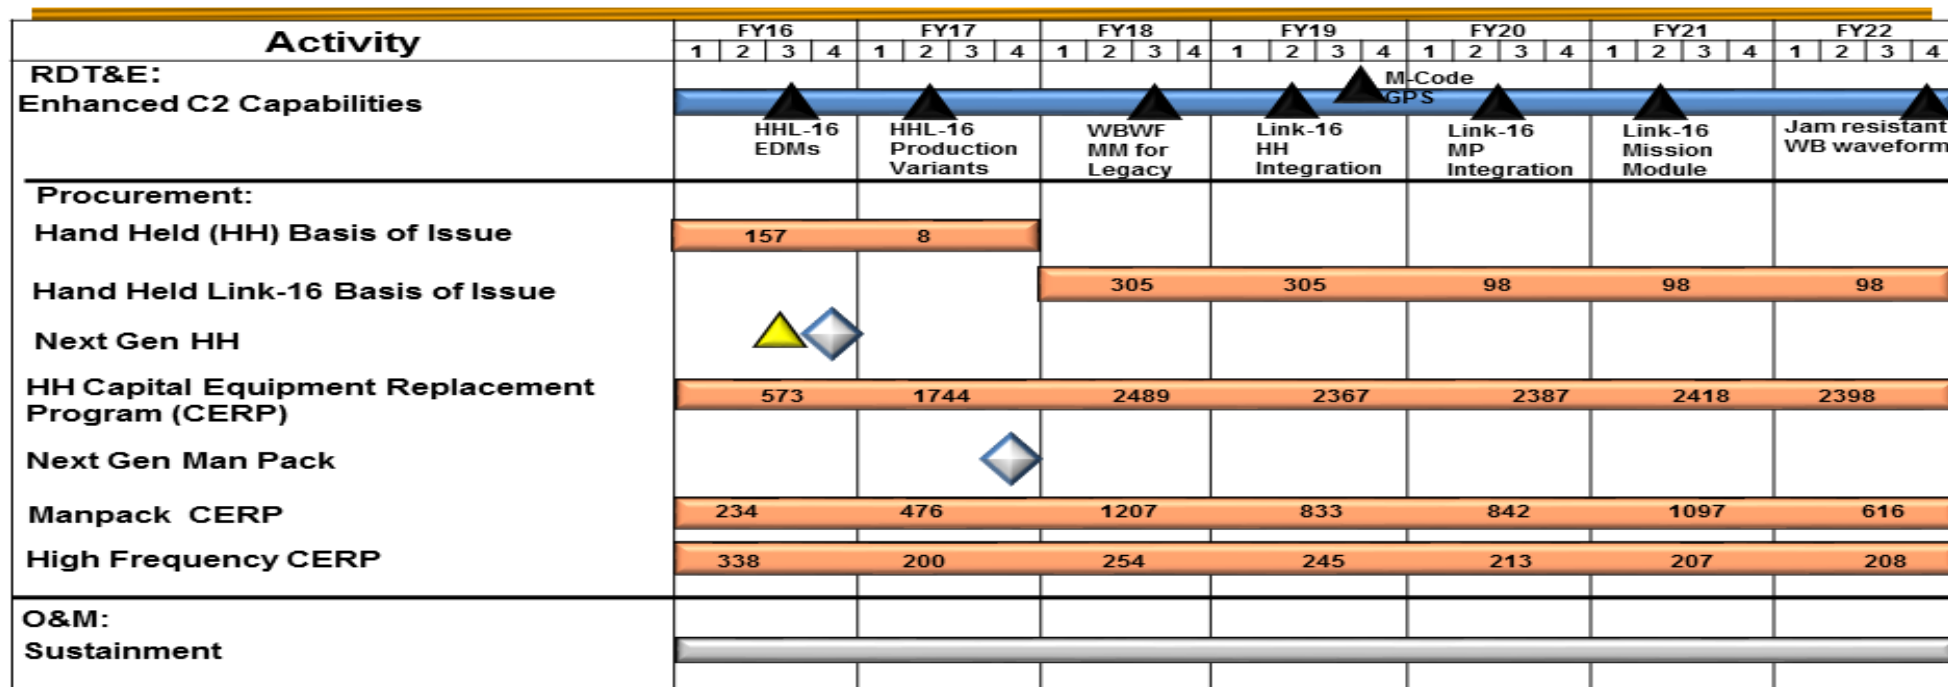 Activity FY16 FY17 FY18 FY19 FY20 FY21 FY22
1 2 3 4 1 2 3 4 1 2 3 4 1 2 3 4 1 2 3 4 1 2 3 4 1 2 3 4
RDT&E:
Enhanced C2 Capabilities
M-Code
GPS
HHL-16
EDMs
HHL-16
Production
Variants
WBWF
MM for
Legacy
Link-16
HH
Integration
Link-16
MP
Integration
Link-16
Mission
Module
Jam resistant
WB waveform
Procurement:
Hand Held (HH) Basis of Issue 157 8
Hand Held Link-16 Basis of Issue 305 305 98 98 98
Next Gen HH
HH Capital Equipment Replacement
Program (CERP) 573 1744 2489 2367 2387 2418 2398
Next Gen Man Pack
Manpack CERP 234 476 1207 833 842 1097 616
High Frequency CERP 338 200 254 245 213 207 208
O&M:
Sustainment